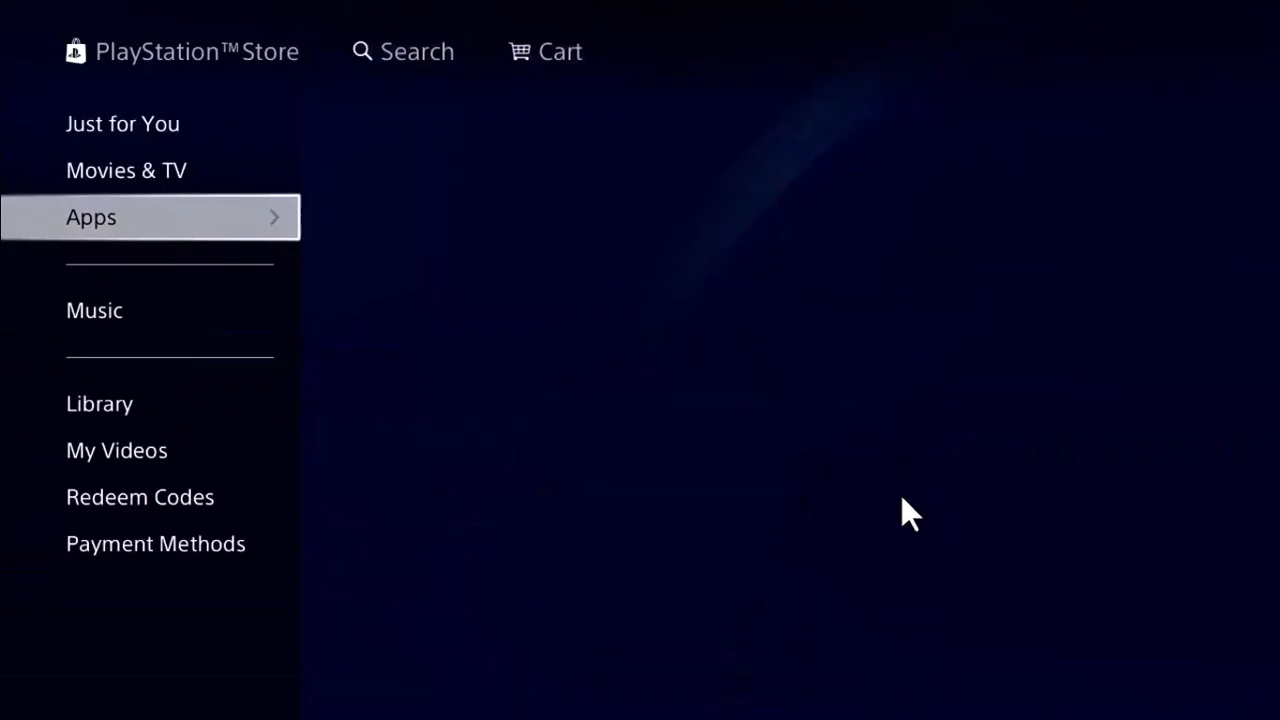 PlayStation™Store Search Cart
Just for You
Movies & TV
Apps
Music
Library
My Videos
Redeem Codes
Payment Methods